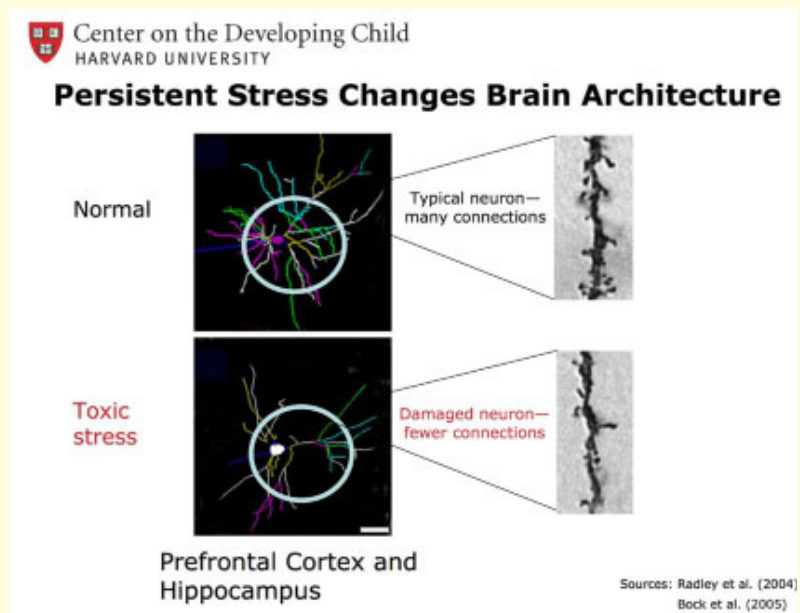 Center on the Developing Child
HARVARD UNIVERSITY
Persistent Stress Changes Brain Architecture
Normal
Typical neuron—
many connections
Toxic
stress
Damaged neuron—
fewer connections
Prefrontal Cortex and
Hippocampus
Sources: Radley et al. (2004)
Bock et al. (2005)